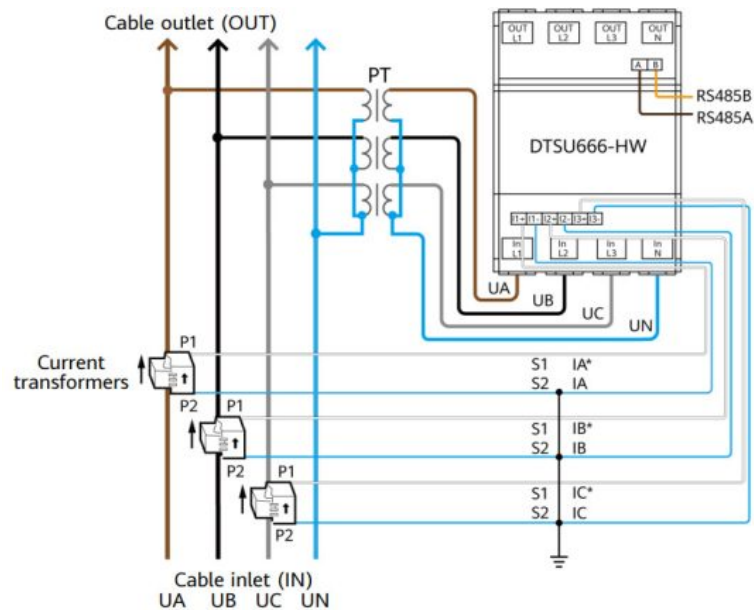 Cable outlet (OUT)
OUT L1
OUT L2
OUT L3
OUT N
A B
PT
RS485B
RS485A
DTSU666-HW
I1+ I1- I2+ I2- I3+ I3-
In L1
In L2
In L3
In N
UA
UB
UC
UN
P1
Current
transformers
P2
P1
P2
P1
P2
S1 IA*
S2 IA
S1 IB*
S2 IB
S1 IC*
S2 IC
Cable inlet (IN)
UA UB UC UN